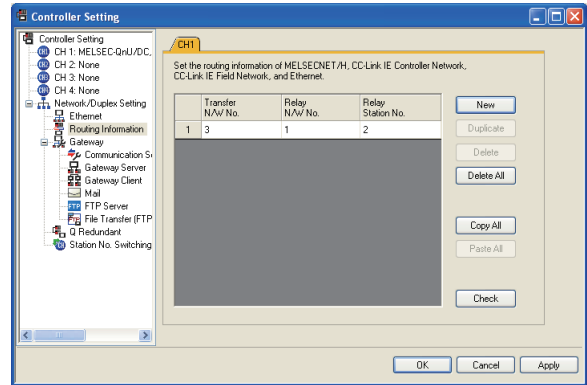 Controller Setting
Controller Setting
CH 1: MELSEC-QnU/DC,
CH 2: None
CH 3: None
CH 4: None
Network/Duplex Setting
Ethernet
Routing Information
Gateway
Communication S
Gateway Server
Gateway Client
Mail
FTP Server
File Transfer (FTP
Q Redundant
Station No. Switching
CH1
Set the routing information of MELSECNET/H, CC-Link IE Controller Network,
CC-Link IE Field Network, and Ethernet.
Transfer N/W No. Relay N/W No. Relay Station No.
1 3 1 2
New
Duplicate
Delete
Delete All
Copy All
Paste All
Check
OK Cancel Apply